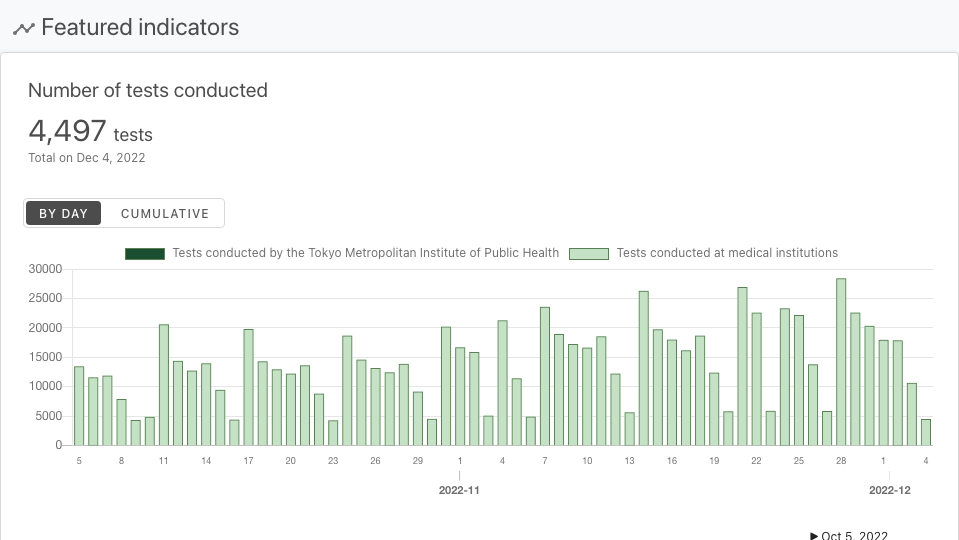 Featured indicators
Number of tests conducted
4,497 tests
Total on Dec 4, 2022
BY DAY CUMULATIVE
Tests conducted by the Tokyo Metropolitan Institute of Public Health Tests conducted at medical institutions
30000
25000
20000
15000
10000
5000
0
5 8 11 14 17 20 23 26 29 1 4 7 10 13 16 19 22 25 28 1 4
2022-11 2022-12
▶ Oct 5, 2022